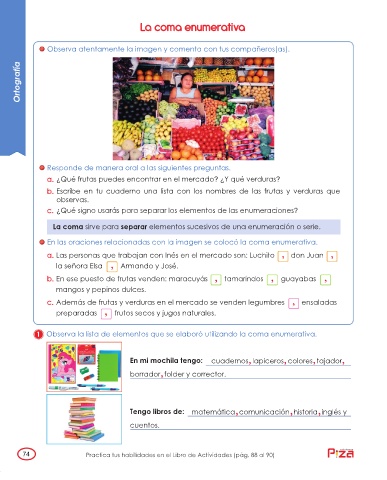 La coma enumerativa
Ortografía
Observa atentamente la imagen y comenta con tus compañeros(as).
Responde de manera oral a las siguientes preguntas.
a. ¿Qué frutas puedes encontrar en el mercado? ¿Y qué verduras?
b. Escribe en tu cuaderno una lista con los nombres de las frutas y verduras que
observas.
c. ¿Qué signo usarás para separar los elementos de las enumeraciones?
La coma sirve para separar elementos sucesivos de una enumeración o serie.
En las oraciones relacionadas con la imagen se colocó la coma enumerativa.
a. Las personas que trabajan con Inés en el mercado son: Luchito , don Juan ,
la señora Elsa , Armando y José.
b. En ese puesto de frutas venden: maracuyás , tamarindos , guayabas ,
mangos y pepinos dulces.
c. Además de frutas y verduras en el mercado se venden legumbres , ensaladas
preparadas , frutos secos y jugos naturales.
1 Observa la lista de elementos que se elaboró utilizando la coma enumerativa.
En mi mochila tengo: cuadernos, lapiceros, colores, tajador,
borrador, folder y corrector.
Tengo libros de: matemática, comunicación, historia, inglés y
cuentos.
74
Practica tus habilidades en el Libro de Actividades (pág. 88 al 90)